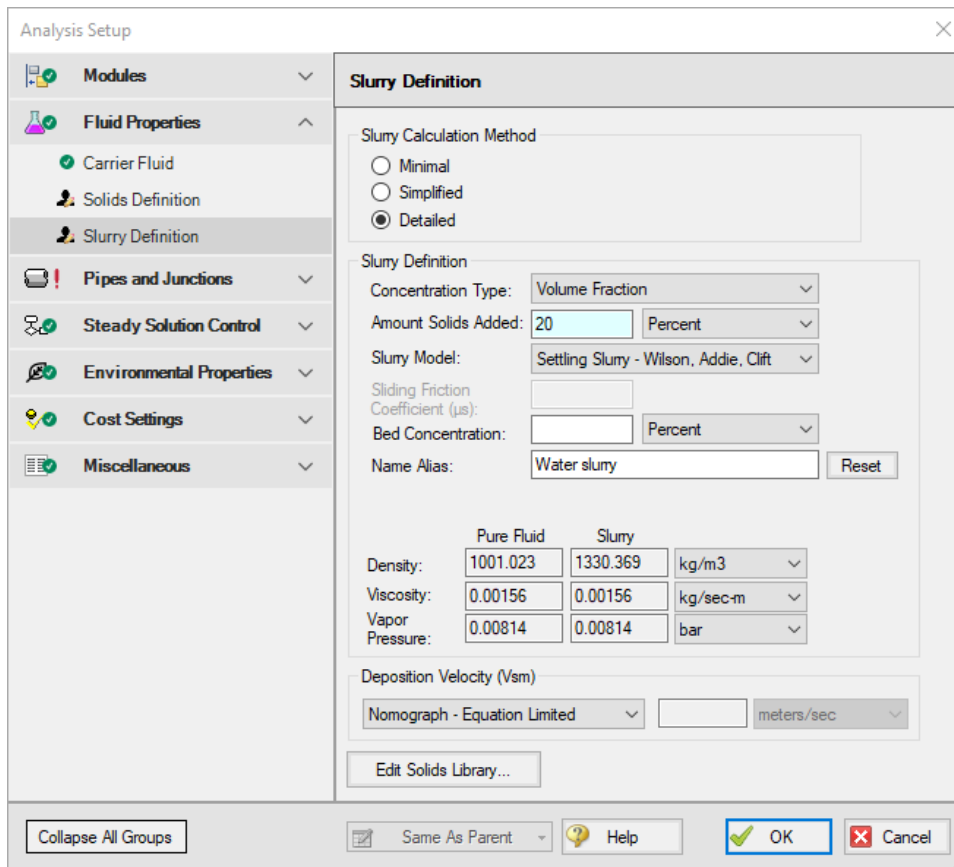 Analysis Setup
Modules
Fluid Properties
Carrier Fluid
Solids Definition
Slurry Definition
Pipes and Junctions
Steady Solution Control
Environmental Properties
Cost Settings
Miscellaneous
Collapse All Groups
Slurry Definition
Slurry Calculation Method
Minimal
Simplified
Detailed
Slurry Definition
Concentration Type: Volume Fraction
Amount Solids Added: 20 Percent
Slurry Model: Settling Slurry - Wilson, Addie, Clift
Sliding Friction
Coefficient (µs):
Bed Concentration: Percent
Name Alias: Water slurry Reset
Pure Fluid Slurry
Density: 1001.023 1330.369 kg/m3
Viscosity: 0.00156 0.00156 kg/sec-m
Vapor
Pressure: 0.00814 0.00814 bar
Deposition Velocity (Vsm)
Nomograph - Equation Limited meters/sec
Edit Solids Library...
Same As Parent Help OK Cancel